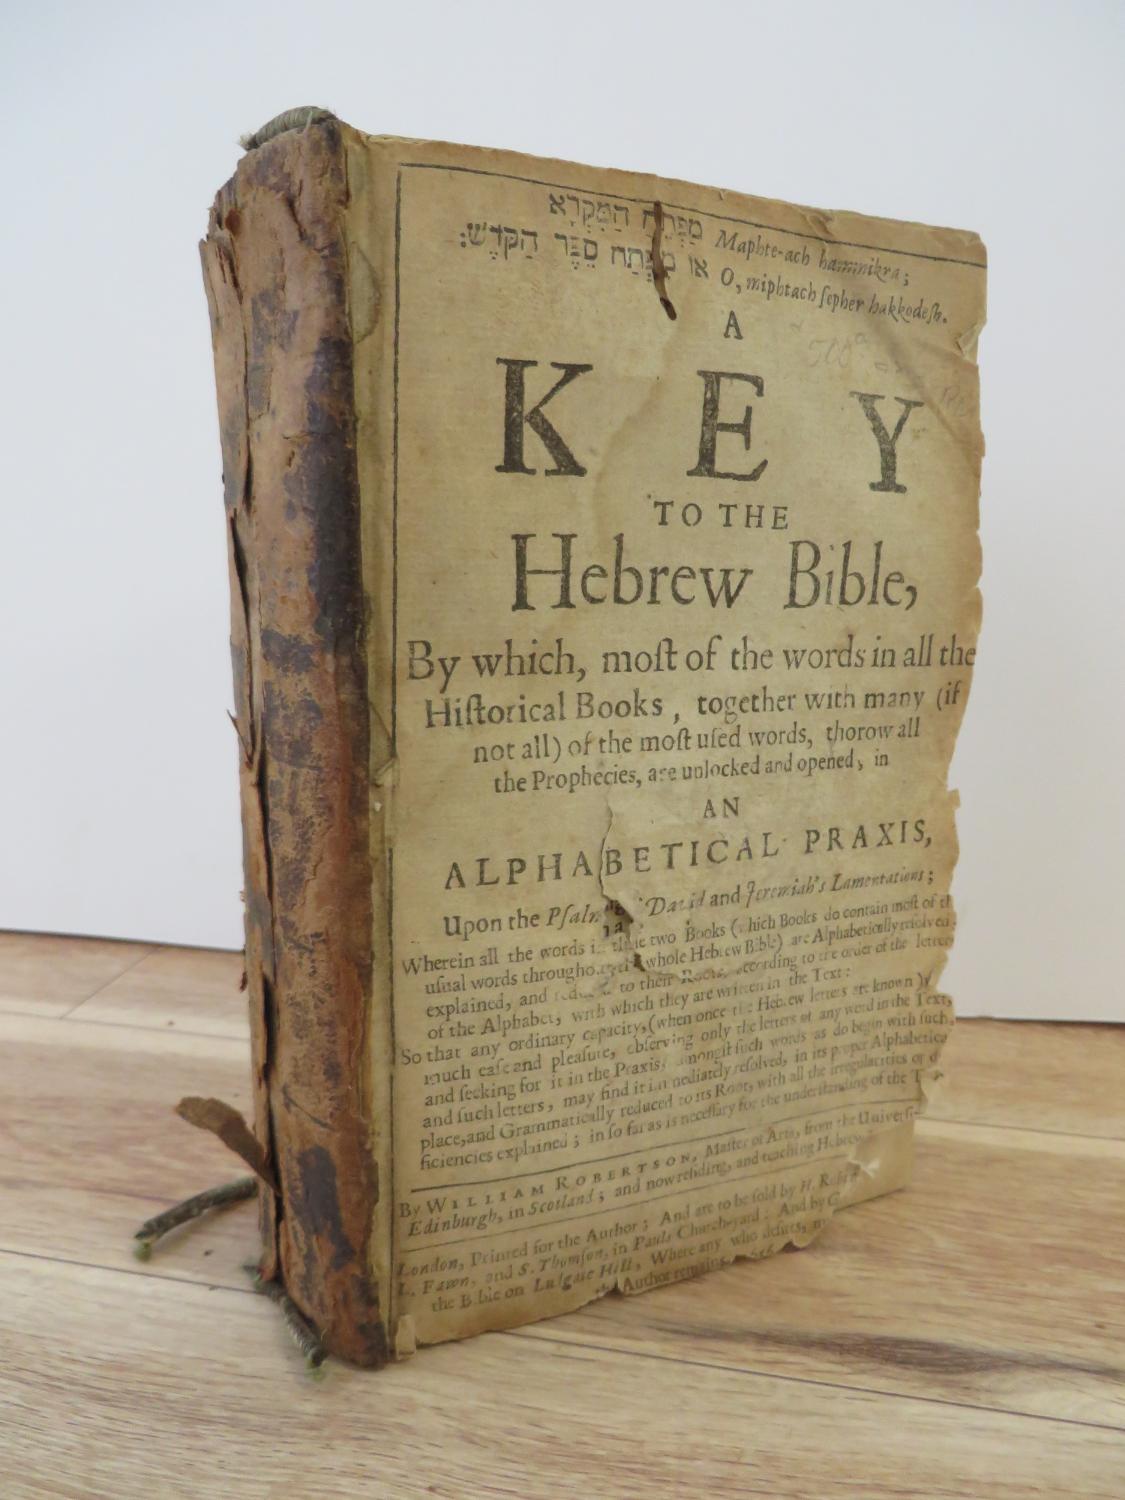 מַפְתֵּחַ הַמִּקְרָא Maphte-ach hammikra;
או מִפְתַּח סֵפֶר הַקֹּדֶשׁ: O, miphtach ſepher hakkodeſh.
A
KEY
TO THE
Hebrew Bible,
By which, moſt of the words in all the
Hiſtorical Books, together with many (if
not all) of the moſt uſed words, thorow all
the Prophecies, are unlocked and opened, in
AN
ALPHABETICAL PRAXIS,
Upon the David and Jeremiah's Lamentations;
Wherein all the words two Books (which Books do contain moſt of
uſual words whole Hebrew Bible) are Alphabetically reſolved,
explained, and to their Roots, according to the order of the letters
of the Alphabet, with which they are written in the Text:
So that any ordinary capacity, (when once the Hebrew letters are known)
much eaſe and pleaſure, obſerving only the letters of any word in the Text,
and ſeeking for it in the Praxis, amongſt ſuch words as do begin with ſuch,
and ſuch letters, may find it immediately reſolved, in its proper Alphabetical
place, and Grammatically reduced to its Root, with all the irregularities or
ficiencies explained; in ſo far as is neceſſary for the underſtanding of the
By WILLIAM ROBERTSON, Maſter of Arts, from the Univerſi-
Edinburgh, in Scotland; and now reſiding, and teaching Hebrew
London, Printed for the Author; And are to be ſold by H.
L. Fawn, and S. Thomſon, in Pauls Churchyard: And by
the Bible on Ludgate Hill, Where any who deſires,
the Author remains